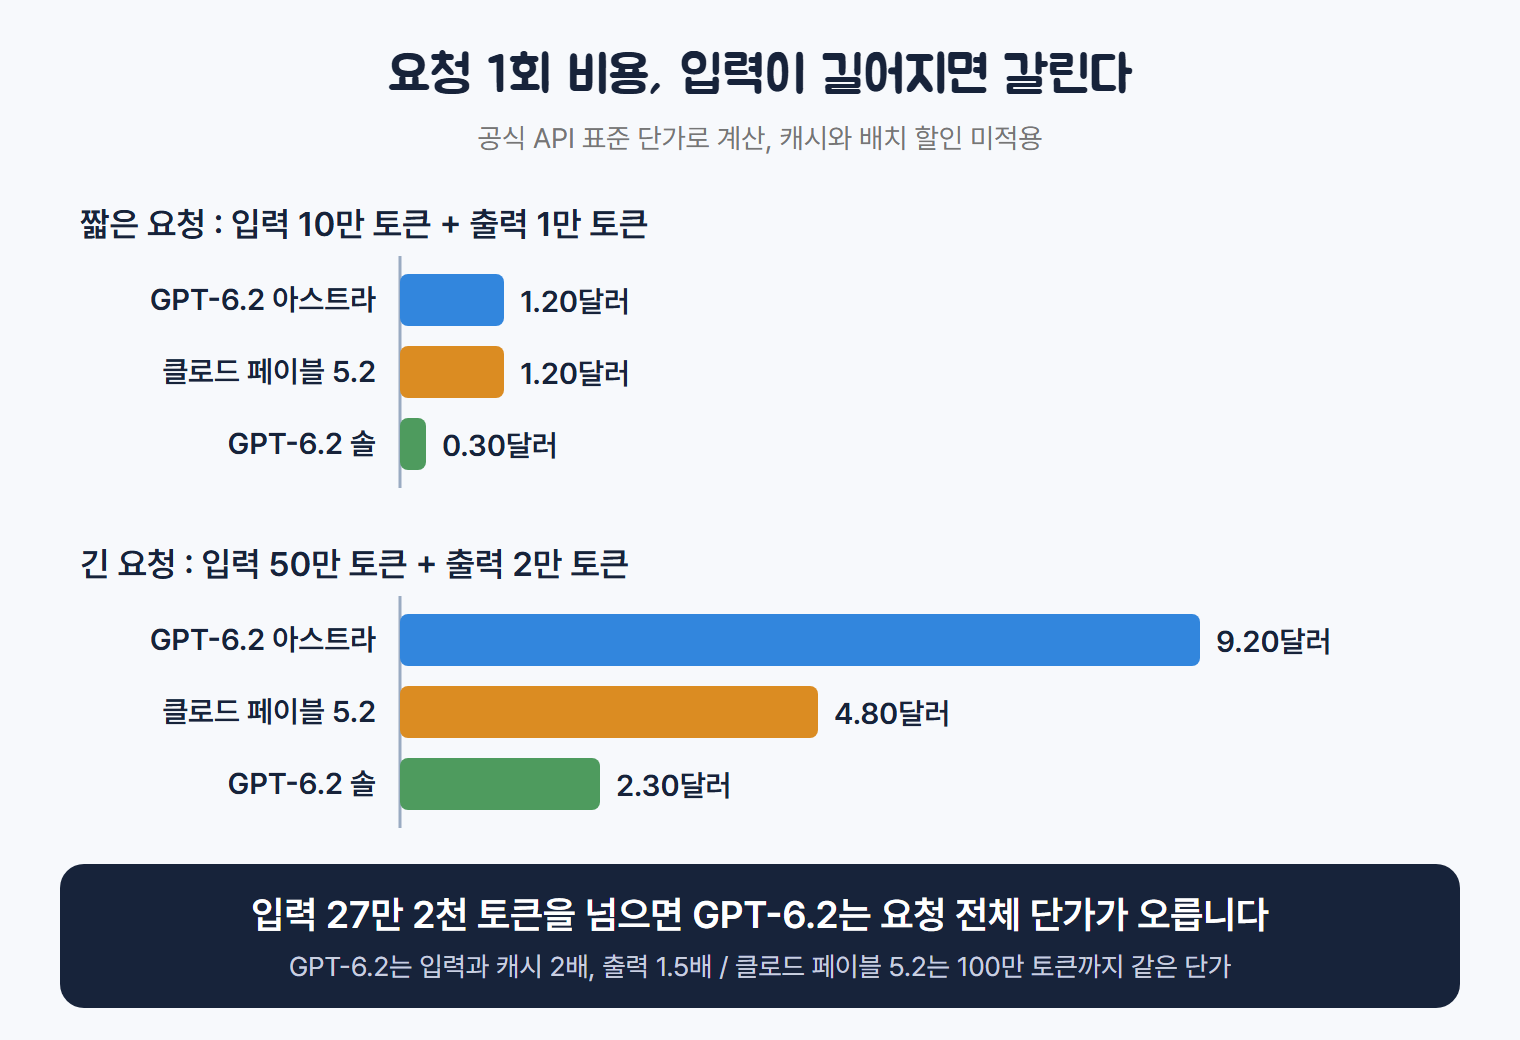 요청 1회 비용, 입력이 길어지면 갈린다
공식 API 표준 단가로 계산, 캐시와 배치 할인 미적용
짧은 요청 : 입력 10만 토큰 + 출력 1만 토큰
GPT-6.2 아스트라 1.20달러
클로드 페이블 5.2 1.20달러
GPT-6.2 솔 0.30달러
긴 요청 : 입력 50만 토큰 + 출력 2만 토큰
GPT-6.2 아스트라 9.20달러
클로드 페이블 5.2 4.80달러
GPT-6.2 솔 2.30달러
입력 27만 2천 토큰을 넘으면 GPT-6.2는 요청 전체 단가가 오릅니다
GPT-6.2는 입력과 캐시 2배, 출력 1.5배 / 클로드 페이블 5.2는 100만 토큰까지 같은 단가